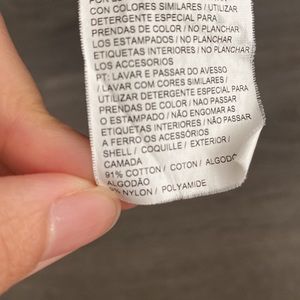 CON COLORES SIMILARES / UTILIZAR
DETERGENTE ESPECIAL PARA
PRENDAS DE COLOR / NO PLANCHAR
LOS ESTAMPADOS / NO PLANCHAR
ETIQUETAS INTERIORES / NO PLANCHAR
LOS ACCESORIOS
PT: LAVAR E PASSAR DO AVESSO
/ LAVAR COM CORES SIMILARES /
UTILIZAR DETERGENTE ESPECIAL PARA
PRENDAS DE COLOR / NAO PASSAR
O ESTAMPADO / NÃO ENGOMAR AS
ETIQUETAS INTERIORES / NAO PASSAR
A FERRO OS ACESSÓRIOS
SHELL / COQUILLE / EXTERIOR /
CAMADA
91% COTTON / COTON / ALGODÓ
ALGODÃO
% NYLON / POLYAMIDE